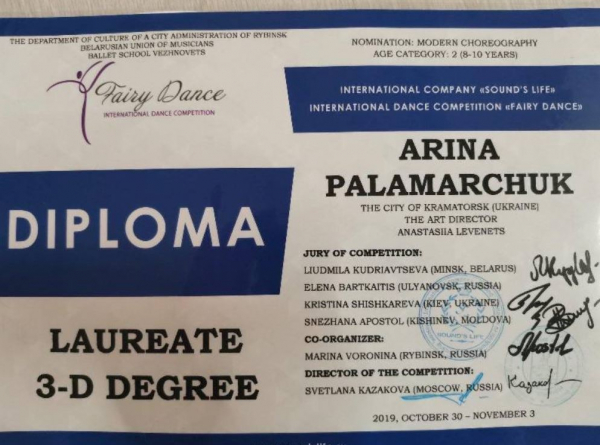 THE DEPARTMENT OF CULTURE OF A CITY ADMINISTRATION OF RYBINSK
BELARUSIAN UNION OF MUSICIANS
BALLET SCHOOL VEZHNOVETS
Fairy Dance
INTERNATIONAL DANCE COMPETITION
DIPLOMA
LAUREATE
3-D DEGREE
NOMINATION: MODERN CHOREOGRAPHY
AGE CATEGORY: 2 (8-10 YEARS)
INTERNATIONAL COMPANY «SOUND'S LIFE»
INTERNATIONAL DANCE COMPETITION «FAIRY DANCE»
ARINA
PALAMARCHUK
THE CITY OF KRAMATORSK (UKRAINE)
THE ART DIRECTOR
ANASTASIIA LEVENETS
JURY OF COMPETITION:
LIUDMILA KUDRIAVTSEVA (MINSK, BELARUS)
ELENA BARTKAITIS (ULYANOVSK, RUSSIA)
KRISTINA SHISHKAREVA (KIEV, UKRAINE)
SNEZHANA APOSTOL (KISHINEV, MOLDOVA)
CO-ORGANIZER:
MARINA VORONINA (RYBINSK, RUSSIA)
DIRECTOR OF THE COMPETITION:
SVETLANA KAZAKOVA (MOSCOW, RUSSIA)
2019, OCTOBER 30 - NOVEMBER 3
SOUND'S LIFE